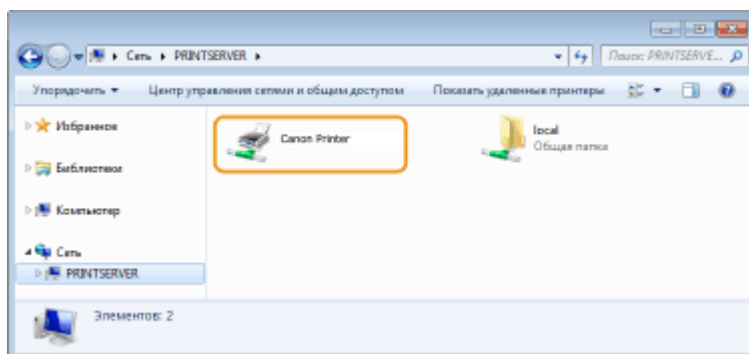 Сеть ▸ PRINTSERVER ▸
Поиск: PRINTSERVE...
Упорядочить
Центр управления сетями и общим доступом
Показать удаленные принтеры
Избранное
Библиотеки
Компьютер
Сеть
PRINTSERVER
Canon Printer
local
Общая папка
Элементов: 2